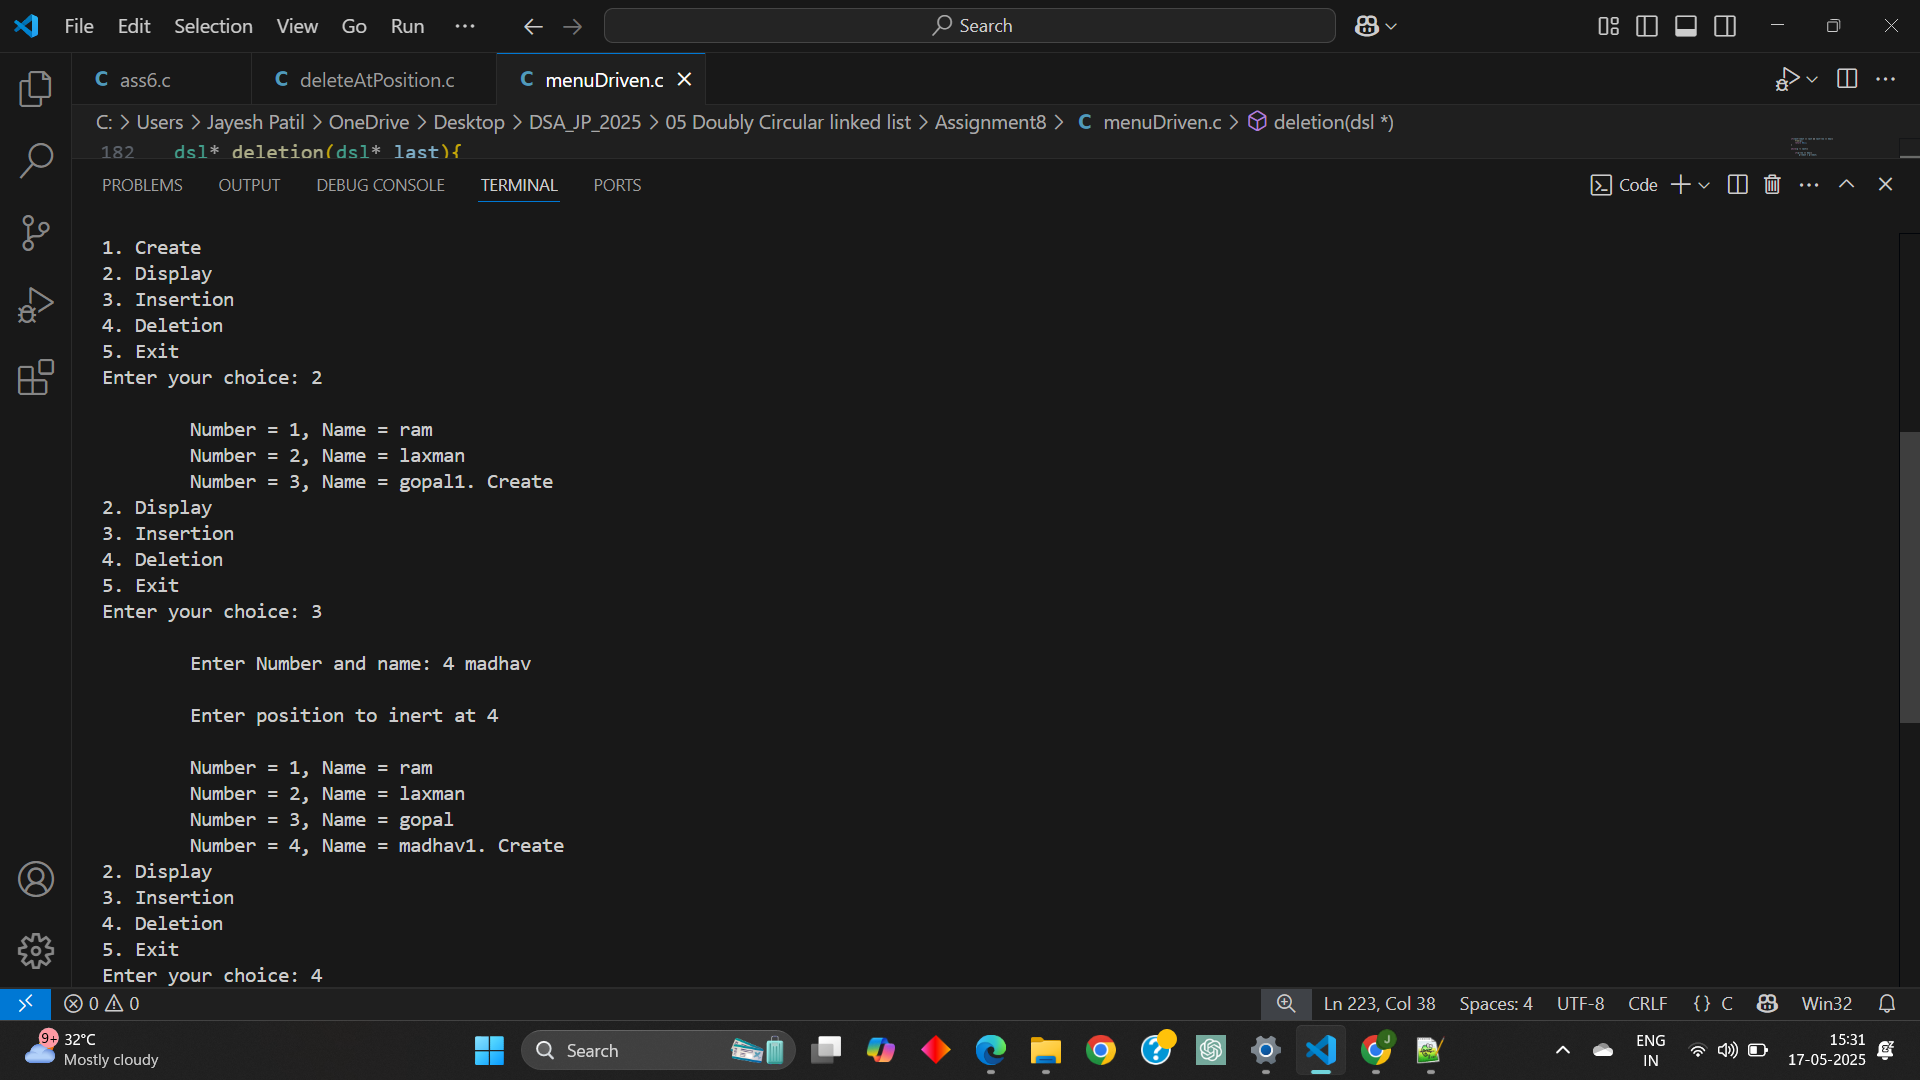 File Edit Selection View Go Run ··· Search
C ass6.c C deleteAtPosition.c C menuDriven.c
C: > Users > Jayesh Patil > OneDrive > Desktop > DSA_JP_2025 > 05 Doubly Circular linked list > Assignment8 > C menuDriven.c > deletion(dsl *)
182 dsl* deletion(dsl* last){
PROBLEMS OUTPUT DEBUG CONSOLE TERMINAL PORTS Code
1. Create
2. Display
3. Insertion
4. Deletion
5. Exit
Enter your choice: 2
Number = 1, Name = ram
Number = 2, Name = laxman
Number = 3, Name = gopal1. Create
2. Display
3. Insertion
4. Deletion
5. Exit
Enter your choice: 3
Enter Number and name: 4 madhav
Enter position to inert at 4
Number = 1, Name = ram
Number = 2, Name = laxman
Number = 3, Name = gopal
Number = 4, Name = madhav1. Create
2. Display
3. Insertion
4. Deletion
5. Exit
Enter your choice: 4
0 0 Ln 223, Col 38 Spaces: 4 UTF-8 CRLF {} C Win32
9+ 32°C
Mostly cloudy
Search
J
ENG
IN
15:31
17-05-2025